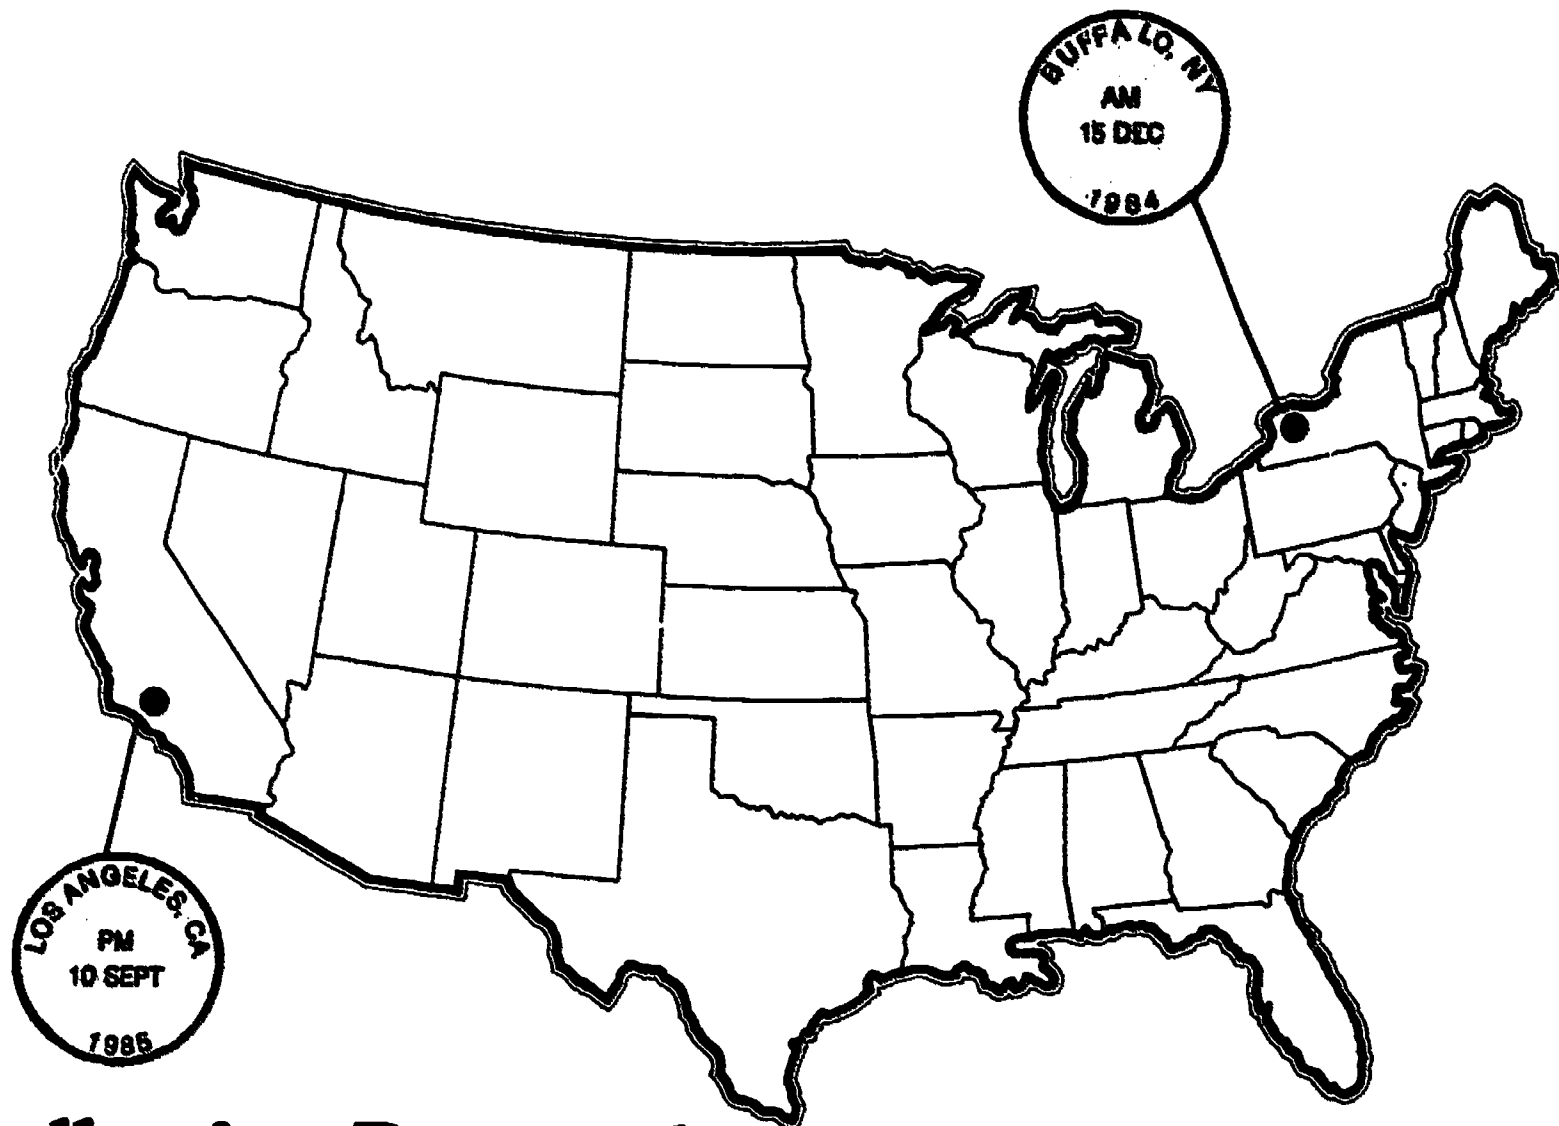 BUFFALO, NY
AM
15 DEC
1984
LOS ANGELES, CA
PM
10 SEPT
1985